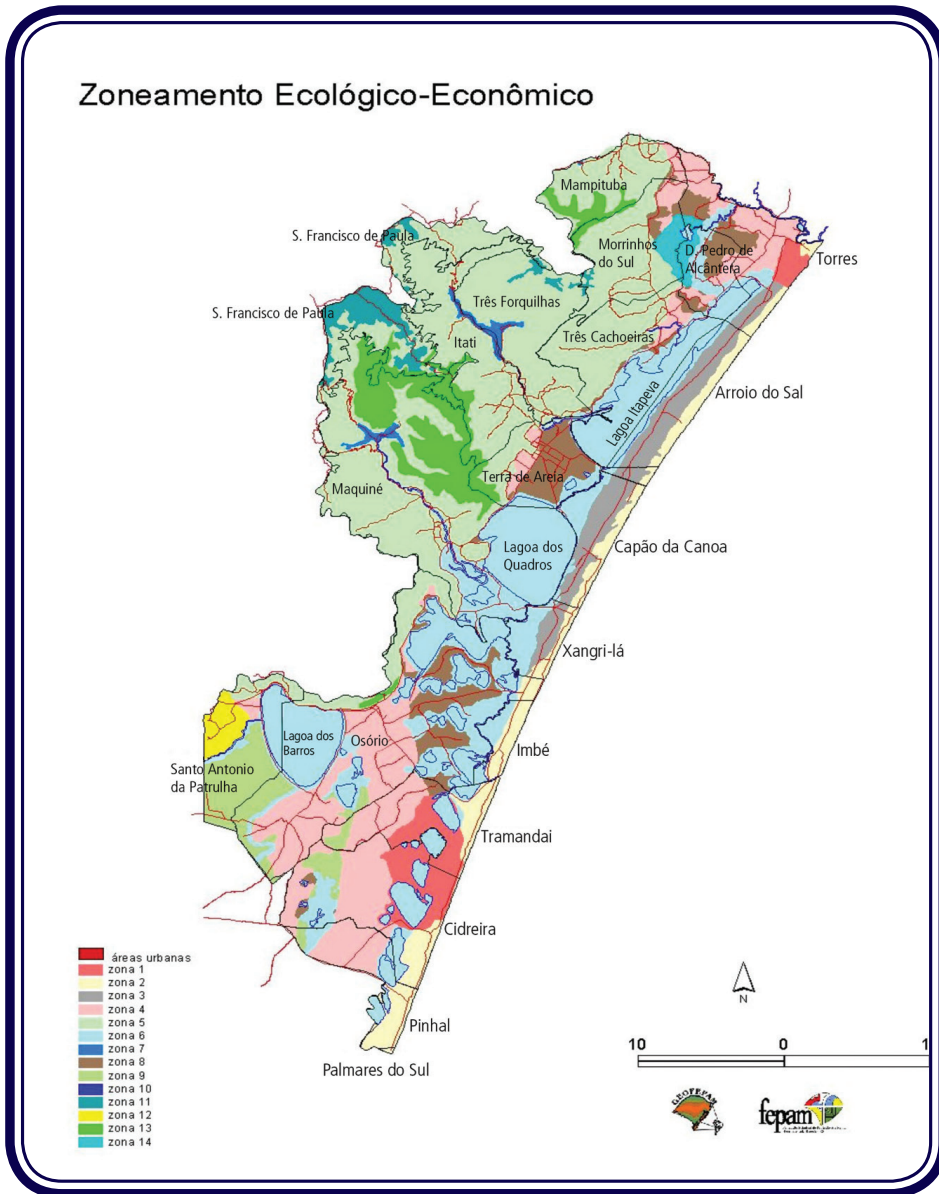 Zoneamento Ecológico-Econômico
Mampituba
S. Francisco de Paula
Morrinhos
do Sul
D. Pedro de
Alcântera
Torres
Três Forquilhas
S. Francisco de Paula
Itati
Três Cachoeiras
Arroio do Sal
Lagoa Itapeva
Terra de Areia
Maquiné
Lagoa dos
Quadros
Capão da Canoa
Xangri-lá
Lagoa dos
Barros
Osório
Imbé
Santo Antonio
da Patrulha
Tramandai
Cidreira
Pinhal
Palmares do Sul
áreas urbanas
zona 1
zona 2
zona 3
zona 4
zona 5
zona 6
zona 7
zona 8
zona 9
zona 10
zona 11
zona 12
zona 13
zona 14
N
10 0 1
GEOFEPAM
fepam